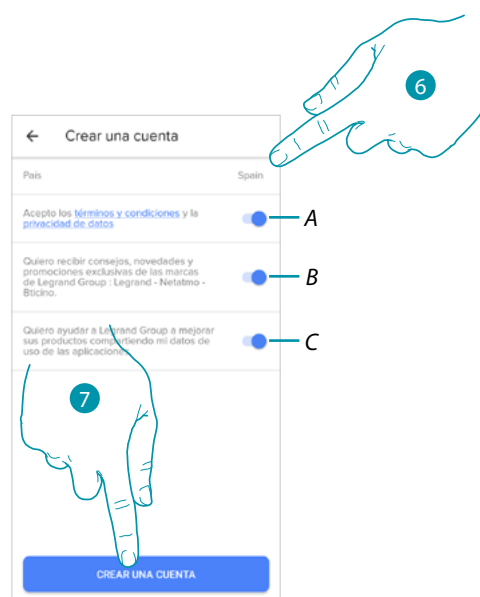 6
← Crear una cuenta
País Spain
Acepto los términos y condiciones y la
privacidad de datos
A
Quiero recibir consejos, novedades y
promociones exclusivas de las marcas
de Legrand Group : Legrand - Netatmo -
Bticino.
B
Quiero ayudar a Legrand Group a mejorar
sus productos compartiendo mi datos de
uso de las aplicaciones.
C
7
CREAR UNA CUENTA